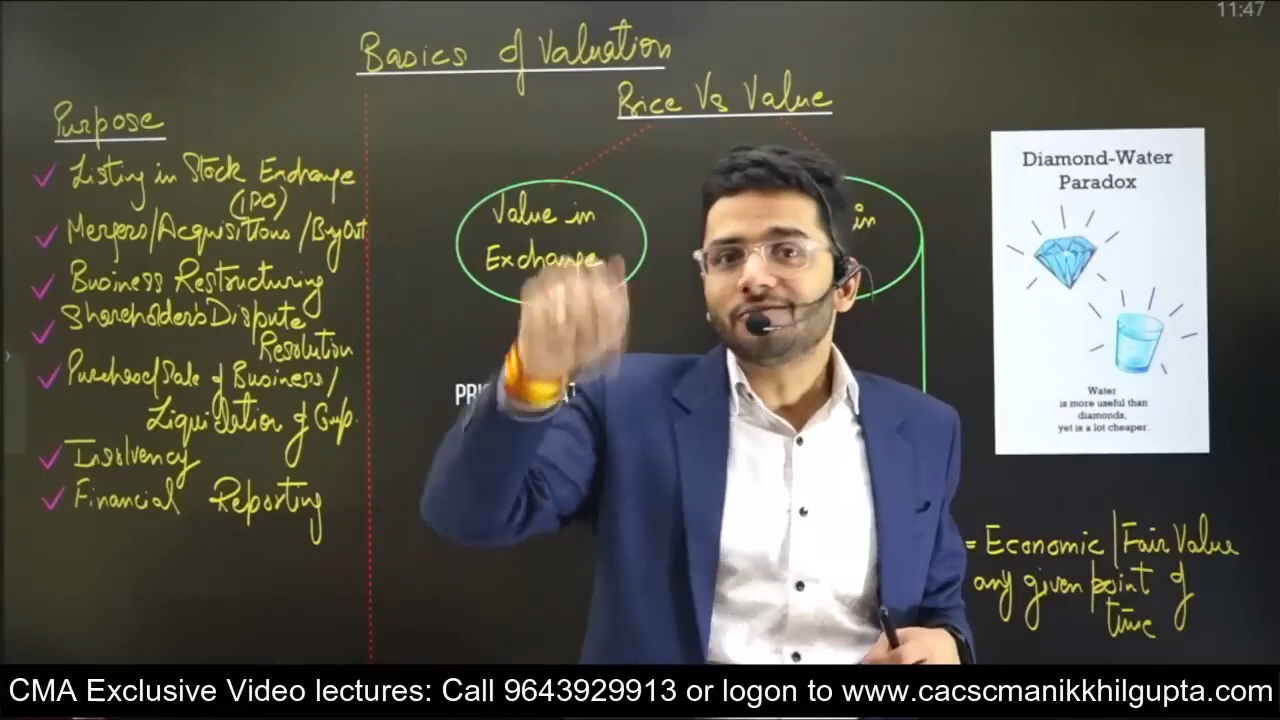 11:47
Basics of Valuation
Price Vs Value
Purpose
Listing in Stock Exchange
(IPO)
Mergers/Acquisitions/BuyOut
Business Restructuring
Shareholder's Dispute
Resolution
Purchase/Sale of Business/
Liquidation of Corp.
Insolvency
Financial Reporting
Value in
Exchange
in
Diamond-Water
Paradox
Water
is more useful than
diamonds,
yet is a lot cheaper.
= Economic/Fair Value
any given point of
time
CMA Exclusive Video lectures: Call 9643929913 or logon to www.cacscmanikkhilgupta.com